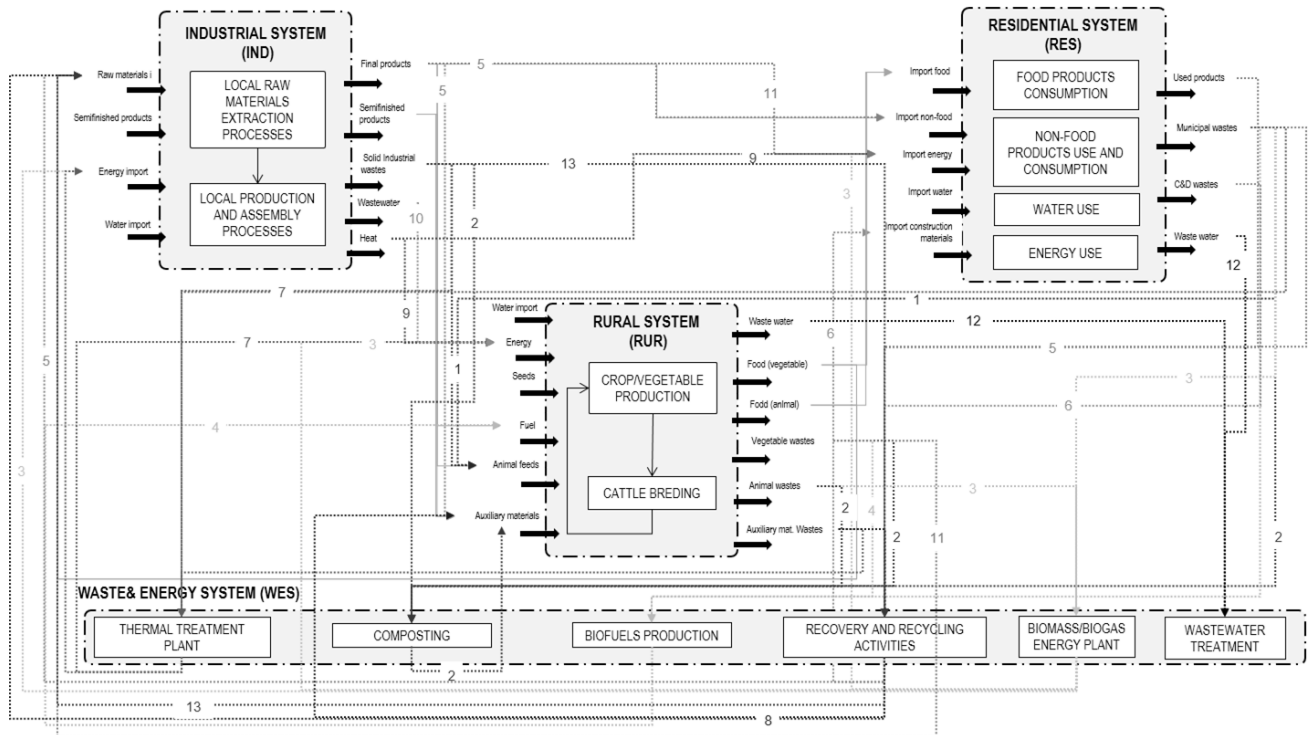 INDUSTRIAL SYSTEM
(IND)
Raw materials i
Semifinished products
Energy import
Water import
LOCAL RAW
MATERIALS
EXTRACTION
PROCESSES
LOCAL PRODUCTION
AND ASSEMBLY
PROCESSES
Final products
Semifinished
products
Solid Industrial
wastes
Wastewater
Heat
RESIDENTIAL SYSTEM
(RES)
Import food
Import non-food
Import energy
Import water
Import construction
materials
FOOD PRODUCTS
CONSUMPTION
NON-FOOD
PRODUCTS USE AND
CONSUMPTION
WATER USE
ENERGY USE
Used products
Municipal wastes
C&D wastes
Waste water
5
5
11
13
9
3
10
2
12
7
1
9
7
3
5
1
4
3
RURAL SYSTEM
(RUR)
Water import
Energy
Seeds
Fuel
Animal feeds
Auxiliary materials
CROP/VEGETABLE
PRODUCTION
CATTLE BREDING
Waste water
Food (vegetable)
Fodd (animal)
Vegetable wastes
Animal wastes
Auxiliary mat. Wastes
12
6
5
3
6
3
2
4
2
11
2
WASTE& ENERGY SYSTEM (WES)
THERMAL TREATMENT
PLANT
COMPOSTING
BIOFUELS PRODUCTION
RECOVERY AND RECYCLING
ACTIVITIES
BIOMASS/BIOGAS
ENERGY PLANT
WASTEWATER
TREATMENT
2
13
8